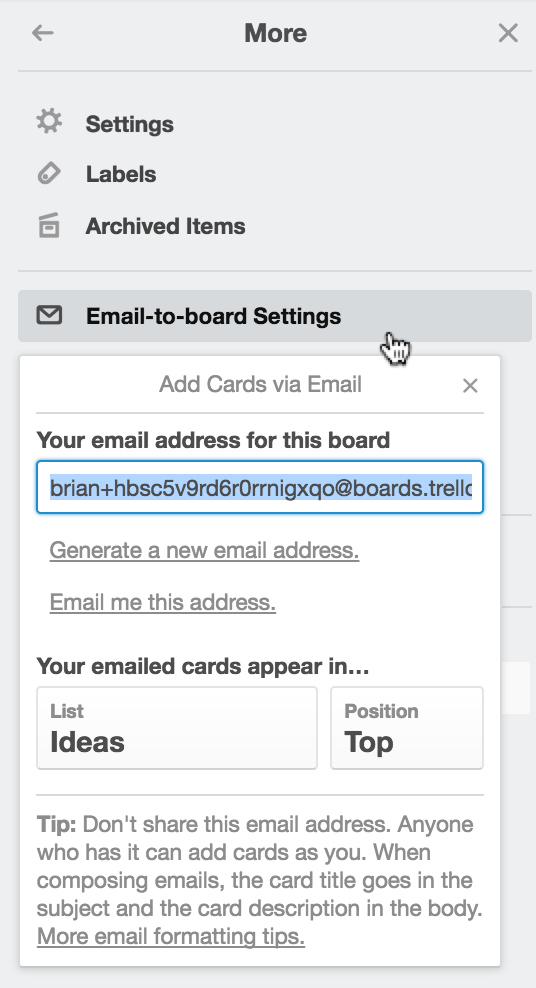 More
Settings
Labels
Archived Items
Email-to-board Settings
Add Cards via Email
Your email address for this board
brian+hbsc5v9rd6r0rrnigxqo@boards.trellc
Generate a new email address.
Email me this address.
Your emailed cards appear in…
List
Ideas
Position
Top
Tip: Don't share this email address. Anyone
who has it can add cards as you. When
composing emails, the card title goes in the
subject and the card description in the body.
More email formatting tips.